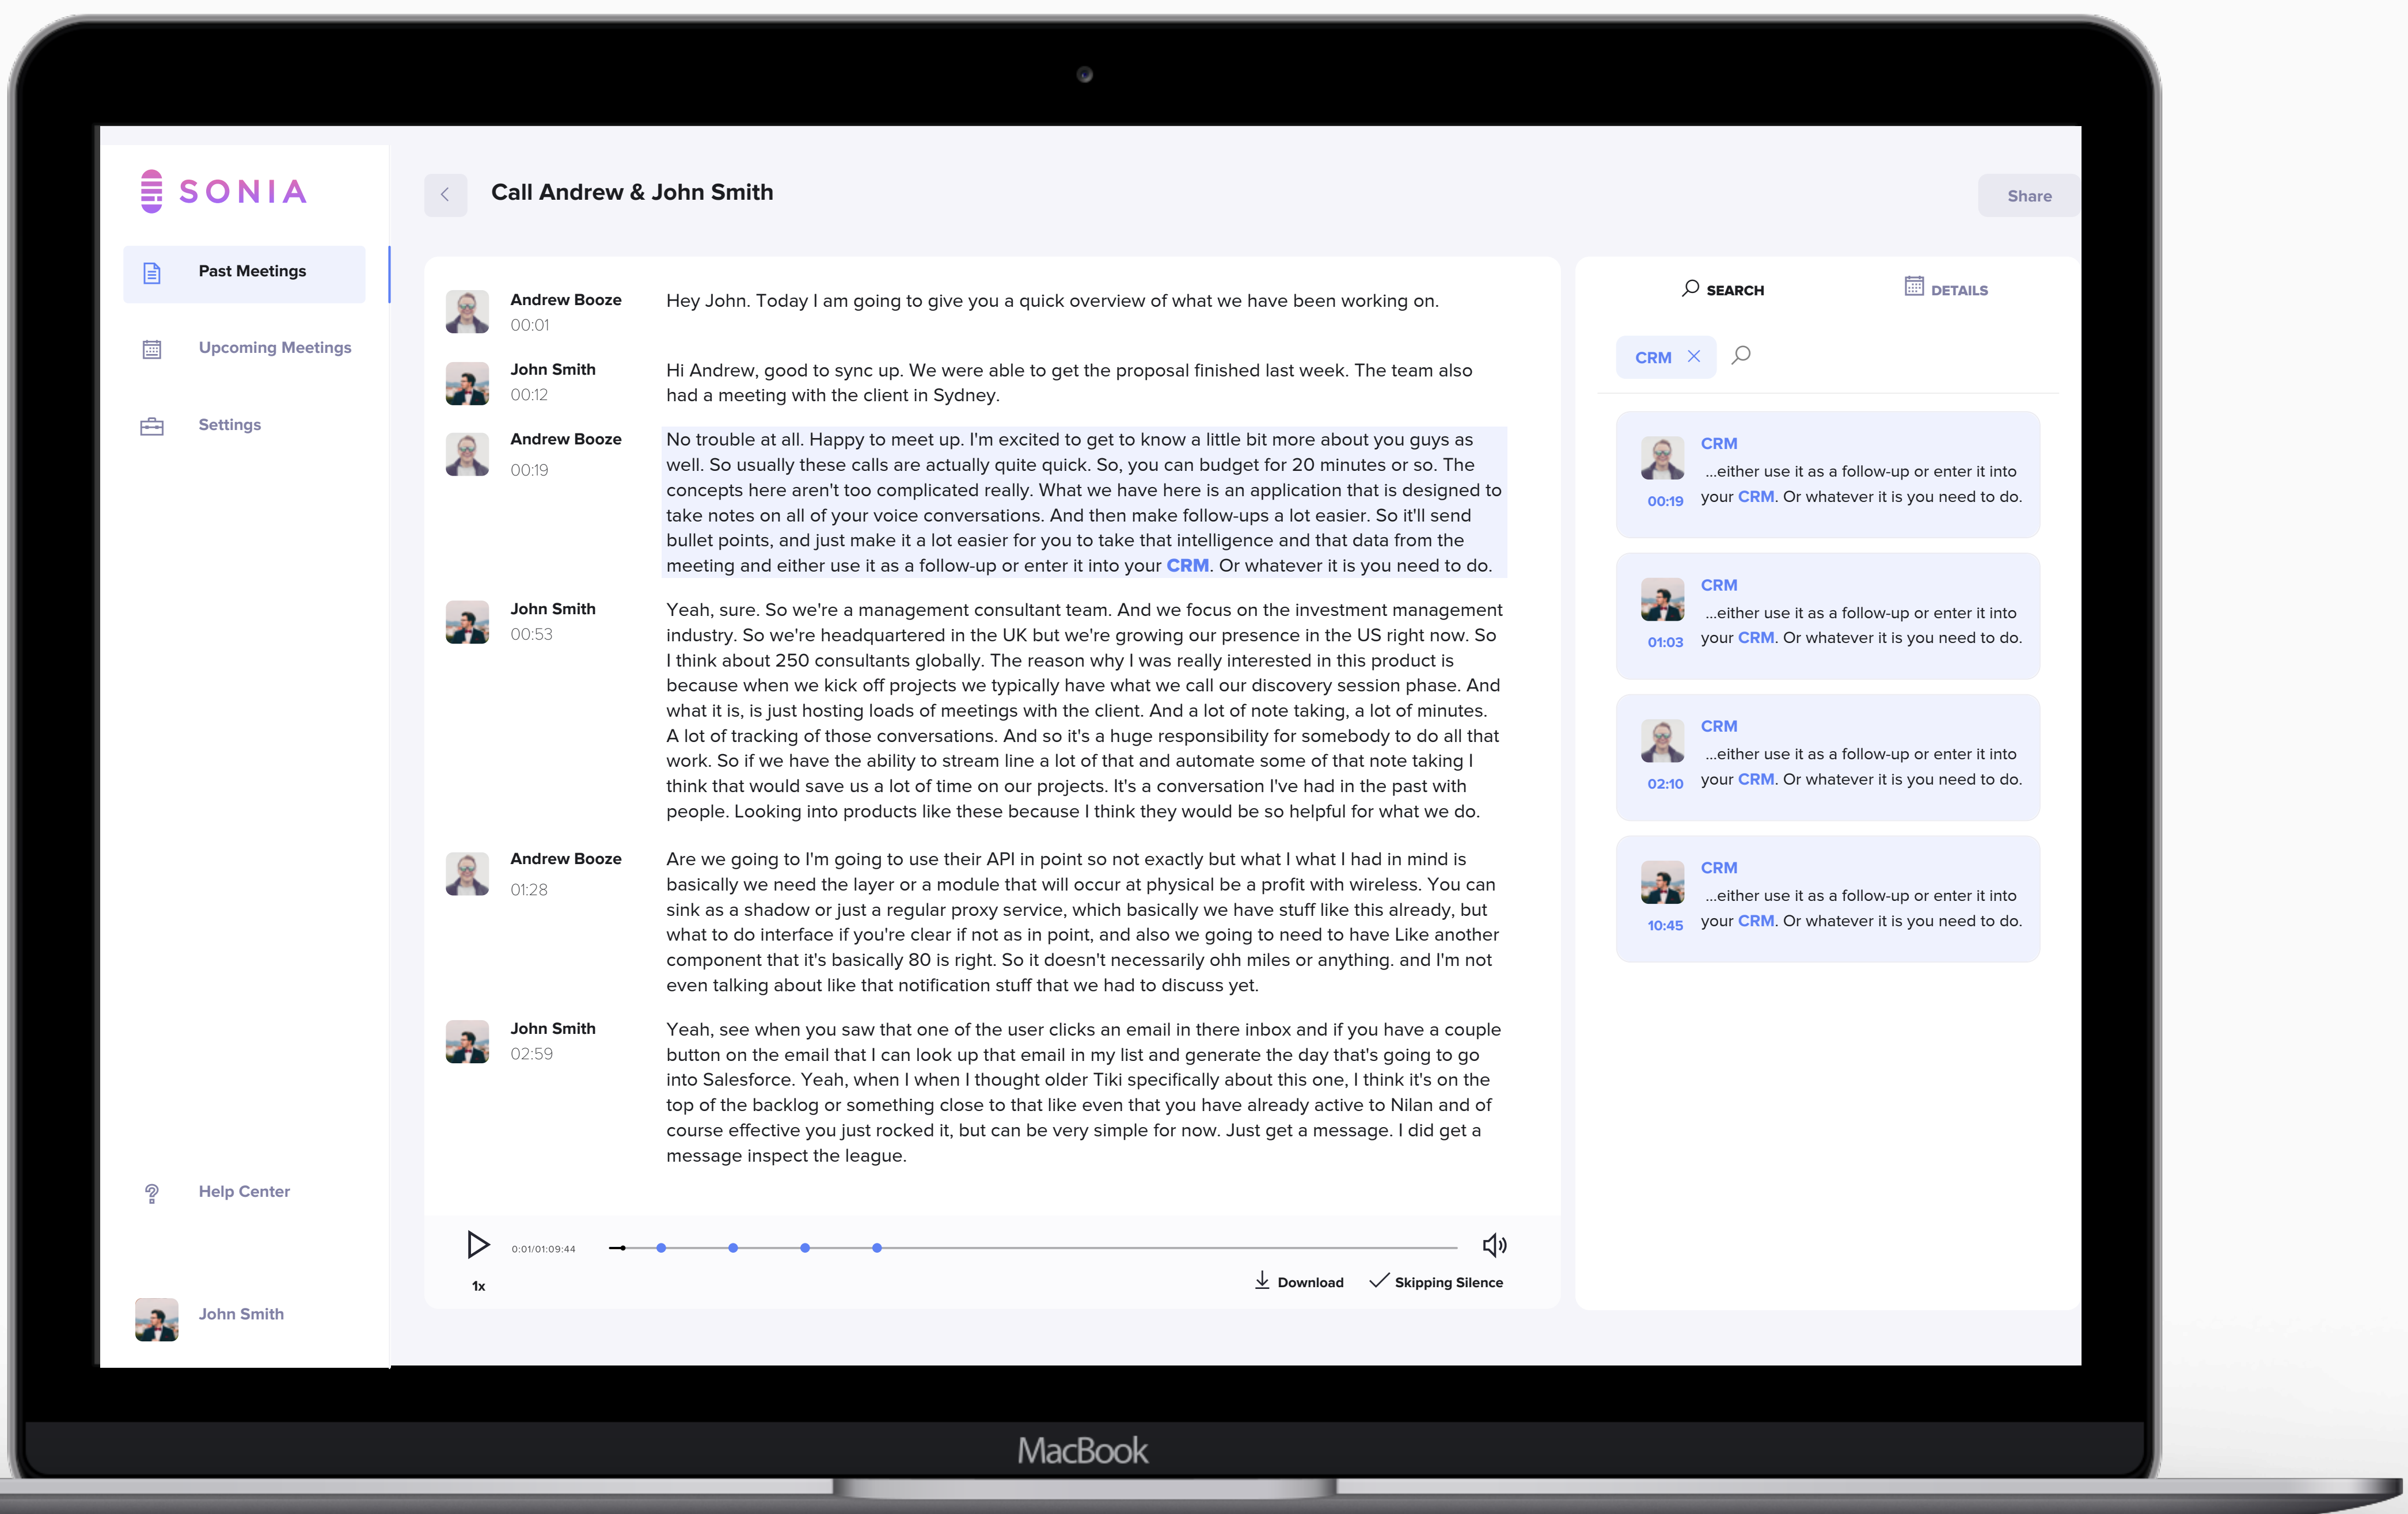 SONIA
Past Meetings
Upcoming Meetings
Settings
Help Center
John Smith
Call Andrew & John Smith
Share
Andrew Booze
00:01
Hey John. Today I am going to give you a quick overview of what we have been working on.
John Smith
00:12
Hi Andrew, good to sync up. We were able to get the proposal finished last week. The team also
had a meeting with the client in Sydney.
Andrew Booze
00:19
No trouble at all. Happy to meet up. I'm excited to get to know a little bit more about you guys as
well. So usually these calls are actually quite quick. So, you can budget for 20 minutes or so. The
concepts here aren't too complicated really. What we have here is an application that is designed to
take notes on all of your voice conversations. And then make follow-ups a lot easier. So it'll send
bullet points, and just make it a lot easier for you to take that intelligence and that data from the
meeting and either use it as a follow-up or enter it into your CRM. Or whatever it is you need to do.
John Smith
00:53
Yeah, sure. So we're a management consultant team. And we focus on the investment management
industry. So we're headquartered in the UK but we're growing our presence in the US right now. So
I think about 250 consultants globally. The reason why I was really interested in this product is
because when we kick off projects we typically have what we call our discovery session phase. And
what it is, is just hosting loads of meetings with the client. And a lot of note taking, a lot of minutes.
A lot of tracking of those conversations. And so it's a huge responsibility for somebody to do all that
work. So if we have the ability to stream line a lot of that and automate some of that note taking I
think that would save us a lot of time on our projects. It's a conversation I've had in the past with
people. Looking into products like these because I think they would be so helpful for what we do.
Andrew Booze
01:28
Are we going to I'm going to use their API in point so not exactly but what I what I had in mind is
basically we need the layer or a module that will occur at physical be a profit with wireless. You can
sink as a shadow or just a regular proxy service, which basically we have stuff like this already, but
what to do interface if you're clear if not as in point, and also we going to need to have Like another
component that it's basically 80 is right. So it doesn't necessarily ohh miles or anything. and I'm not
even talking about like that notification stuff that we had to discuss yet.
John Smith
02:59
Yeah, see when you saw that one of the user clicks an email in there inbox and if you have a couple
button on the email that I can look up that email in my list and generate the day that's going to go
into Salesforce. Yeah, when I when I thought older Tiki specifically about this one, I think it's on the
top of the backlog or something close to that like even that you have already active to Nilan and of
course effective you just rocked it, but can be very simple for now. Just get a message. I did get a
message inspect the league.
0:01/01:09:44
1x
Download
Skipping Silence
SEARCH
DETAILS
CRM
CRM
...either use it as a follow-up or enter it into
your CRM. Or whatever it is you need to do.
00:19
CRM
...either use it as a follow-up or enter it into
your CRM. Or whatever it is you need to do.
01:03
CRM
...either use it as a follow-up or enter it into
your CRM. Or whatever it is you need to do.
02:10
CRM
...either use it as a follow-up or enter it into
your CRM. Or whatever it is you need to do.
10:45
MacBook